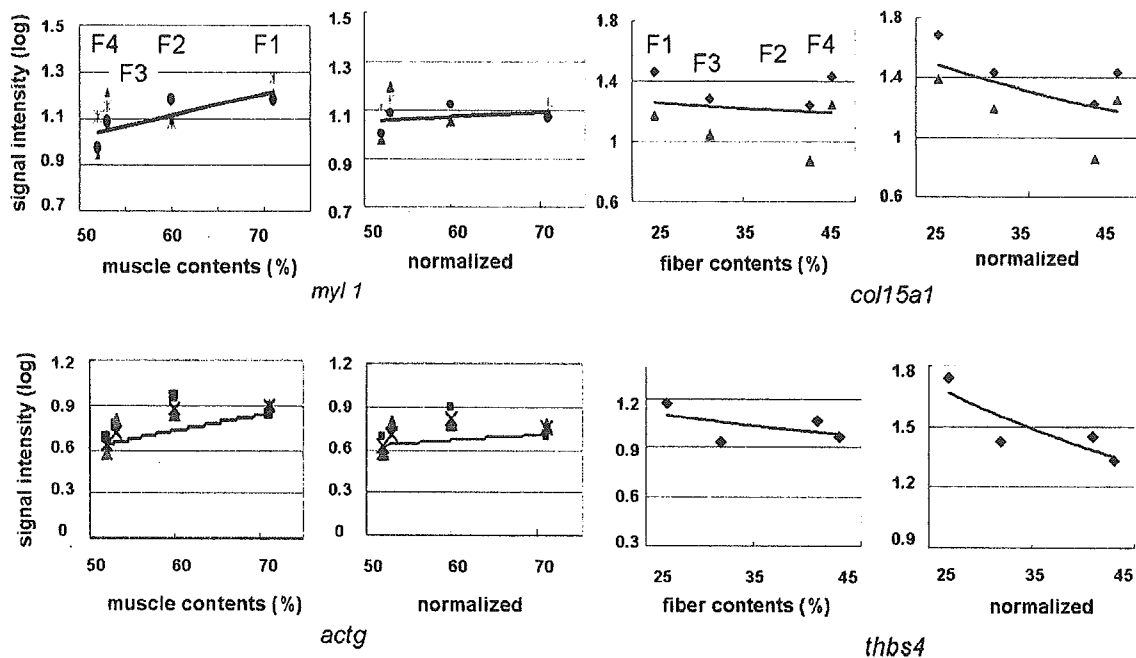 signal intensity (log)
1.5
1.3
1.1
0.9
0.7
F4
F2
F1
F3
50
60
70
muscle contents (%)
1.5
1.3
1.1
0.9
0.7
50
60
70
normalized
myl 1
1.8
1.4
1
0.6
F1
F3
F2
F4
25
35
45
fiber contents (%)
1.8
1.4
1
0.6
25
35
45
normalized
col15a1
signal intensity (log)
1.2
0.9
0.6
0.3
0
50
60
70
muscle contents (%)
1.2
0.9
0.6
0.3
0
50
60
70
normalized
actg
1.2
0.9
0.6
0.3
25
35
45
fiber contents (%)
1.8
1.5
1.2
0.9
25
35
45
normalized
thbs4